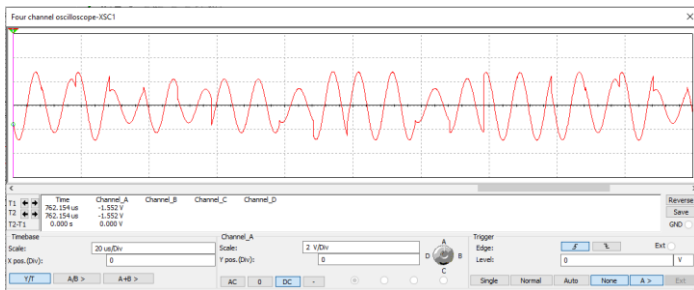 Four channel oscilloscope-XSC1
Time Channel_A Channel_B Channel_C Channel_D
T1 762.154 us -1.552 V
T2 762.154 us -1.552 V
T2-T1 0.000 s 0.000 V
Reverse
Save
GND
Timebase
Scale: 20 us/Div
X pos.(Div): 0
Y/T A/B > A+B >
Channel_A
Scale: 2 V/Div
Y pos.(Div): 0
AC 0 DC -
A
D B
C
Trigger
Edge: Ext
Level: 0 V
Single Normal Auto None A > Ext